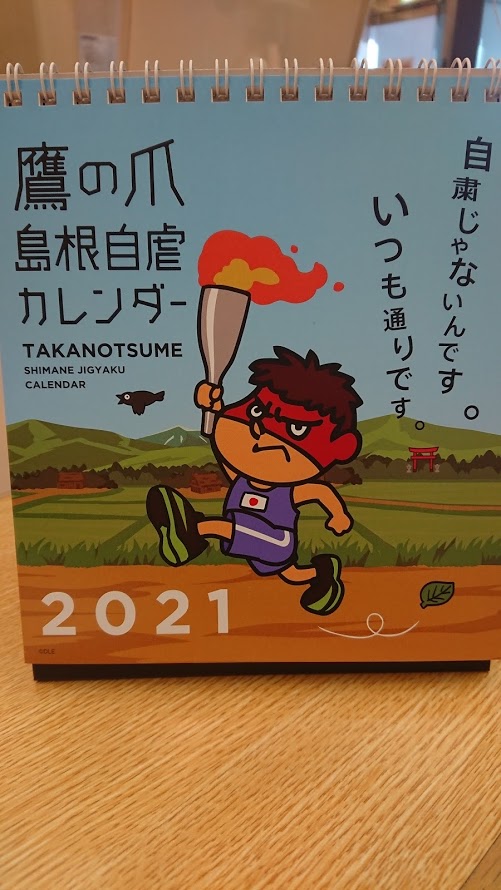 鷹の爪
島根自虐
カレンダー
TAKANOTSUME
SHIMANE JIGYAKU
CALENDAR
自粛じゃないんです。
いつも通りです。
2021
©DLE